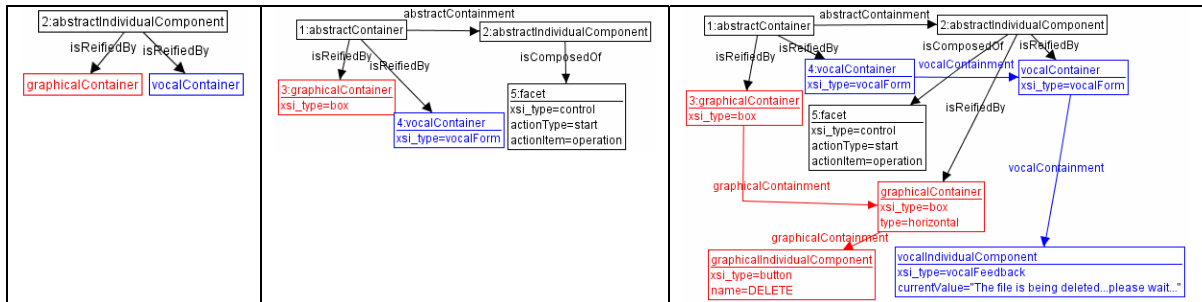 2:abstractIndividualComponent
isReifiedBy
isReifiedBy
graphicalContainer
vocalContainer
abstractContainment
1:abstractContainer
2:abstractIndividualComponent
isReifiedBy
isReifiedBy
isComposedOf
3:graphicalContainer
xsi_type=box
4:vocalContainer
xsi_type=vocalForm
5:facet
xsi_type=control
actionType=start
actionItem=operation
abstractContainment
1:abstractContainer
2:abstractIndividualComponent
isReifiedBy
isReifiedBy
isComposedOf
isReifiedBy
4:vocalContainer
xsi_type=vocalForm
vocalContainment
vocalContainer
xsi_type=vocalForm
3:graphicalContainer
xsi_type=box
5:facet
xsi_type=control
actionType=start
actionItem=operation
isReifiedBy
graphicalContainment
vocalContainment
graphicalContainer
xsi_type=box
type=horizontal
graphicalContainment
graphicalIndividualComponent
xsi_type=button
name=DELETE
vocalIndividualComponent
xsi_type=vocalFeedback
currentValue="The file is being deleted...please wait..."